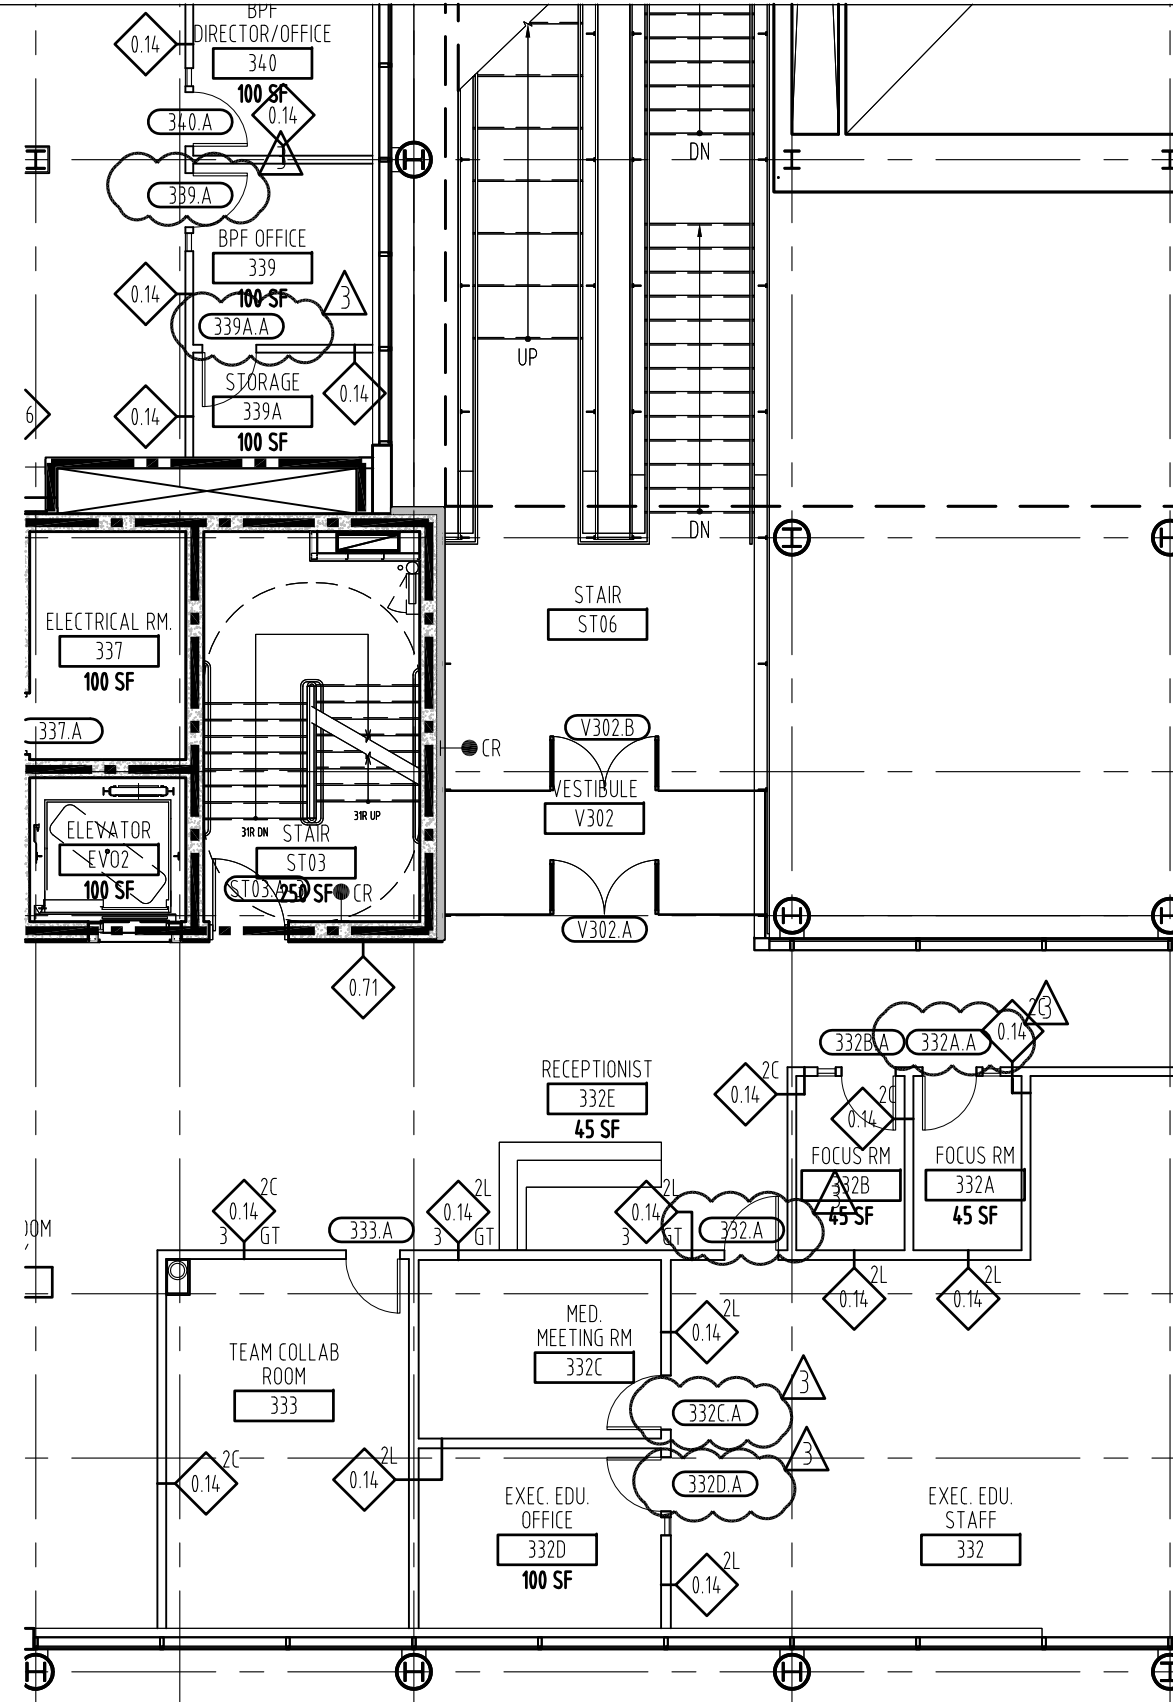 BPF
DIRECTOR/OFFICE
340
100 SF
0.14
340.A
0.14
3
339.A
BPF OFFICE
339
100 SF
0.14
3
339A.A
STORAGE
339A
100 SF
0.14
0.14
6
DN
UP
DN
ELECTRICAL RM.
337
100 SF
337.A
STAIR
ST06
V302.B
CR
VESTIBULE
V302
V302.A
31R DN
31R UP
STAIR
ST03
250 SF
CR
ELEVATOR
EV02
100 SF
0.71
332B.A
332A.A
0.14
3
RECEPTIONIST
332E
45 SF
2C
0.14
2C
0.14
FOCUS RM
332B
45 SF
FOCUS RM
332A
45 SF
3
2C
0.14
3 GT
333.A
2L
0.14
3 GT
2L
0.14
3 GT
332.A
2L
0.14
2L
0.14
TEAM COLLAB
ROOM
333
MED.
MEETING RM
332C
2L
0.14
3
332C.A
3
332D.A
2C
0.14
2L
0.14
EXEC. EDU.
OFFICE
332D
100 SF
2L
0.14
EXEC. EDU.
STAFF
332